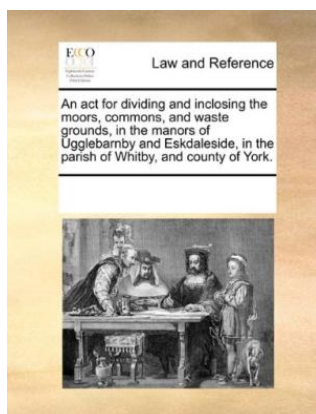 ECCO
Law and Reference
An act for dividing and inclosing the
moors, commons, and waste
grounds, in the manors of
Ugglebarnby and Eskdaleside, in the
parish of Whitby, and county of York.